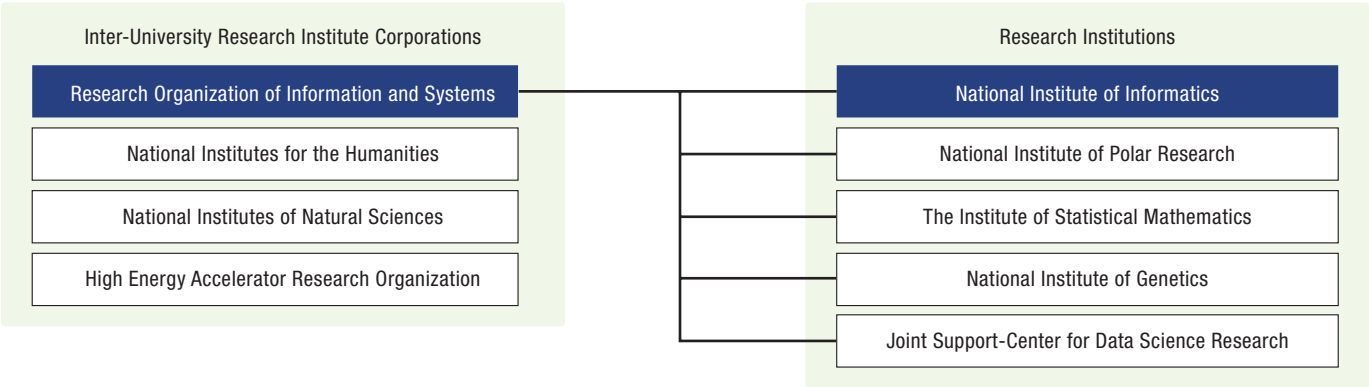 Inter-University Research Institute Corporations
Research Organization of Information and Systems
National Institutes for the Humanities
National Institutes of Natural Sciences
High Energy Accelerator Research Organization
Research Institutions
National Institute of Informatics
National Institute of Polar Research
The Institute of Statistical Mathematics
National Institute of Genetics
Joint Support-Center for Data Science Research